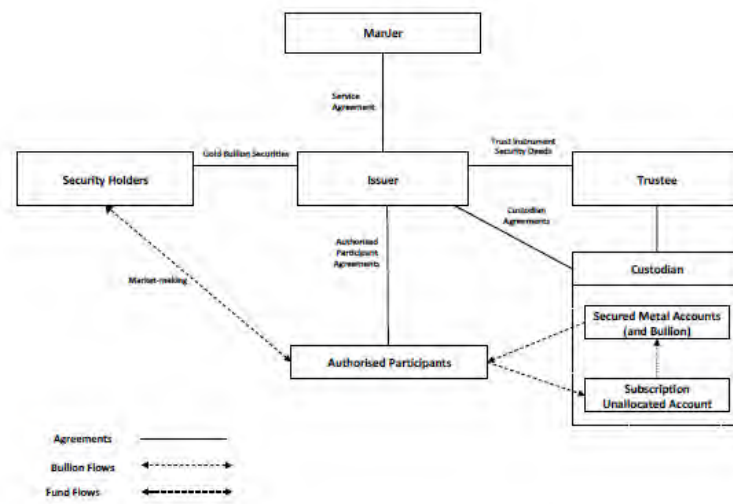 ManJer
Service
Agreement
Gold Bullion Securities
Trust Instrument
Security Deeds
Security Holders
Issuer
Trustee
Custodian
Agreements
Authorised
Participant
Agreements
Custodian
Market-making
Secured Metal Accounts
(and Bullion)
Authorised Participants
Subscription
Unallocated Account
Agreements
Bullion Flows
Fund Flows